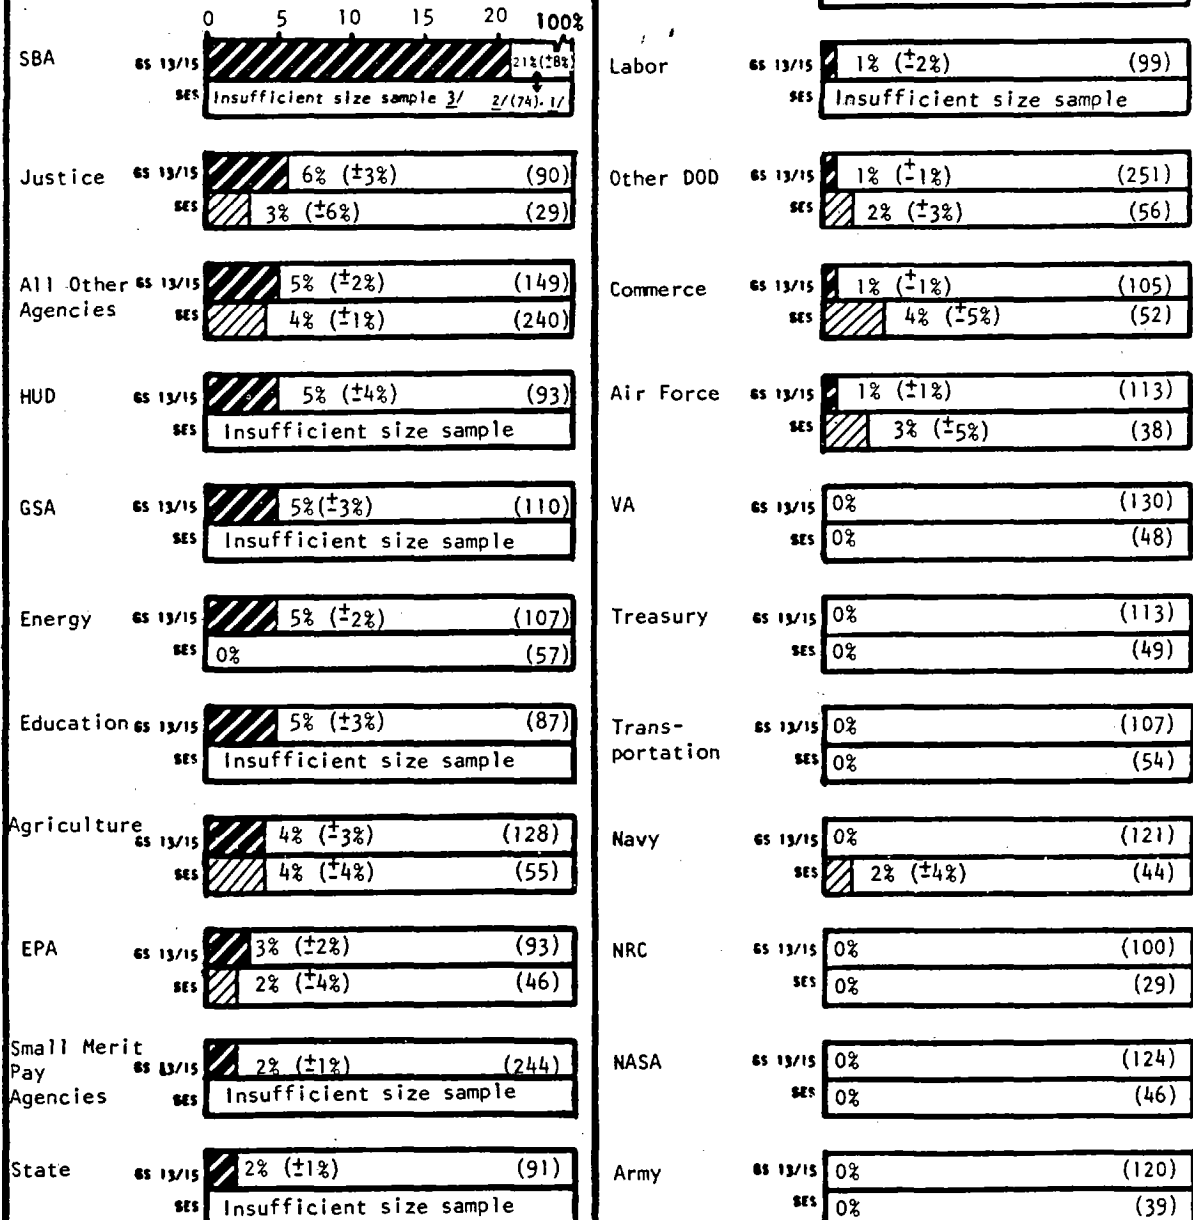 0 5 10 15 20 100%
SBA GS 13/15 21%(±8%)
SES Insufficient size sample 3/ 2/(74) 1/
Justice GS 13/15 6% (±3%) (90)
SES 3% (±6%) (29)
All Other GS 13/15 5% (±2%) (149)
Agencies SES 4% (±1%) (240)
HUD GS 13/15 5% (±4%) (93)
SES Insufficient size sample
GSA GS 13/15 5%(±3%) (110)
SES Insufficient size sample
Energy GS 13/15 5% (±2%) (107)
SES 0% (57)
Education GS 13/15 5% (±3%) (87)
SES Insufficient size sample
Agriculture GS 13/15 4% (±3%) (128)
SES 4% (±4%) (55)
EPA GS 13/15 3% (±2%) (93)
SES 2% (±4%) (46)
Small Merit
Pay GS 13/15 2% (±1%) (244)
Agencies SES Insufficient size sample
State GS 13/15 2% (±1%) (91)
SES Insufficient size sample
Labor GS 13/15 1% (±2%) (99)
SES Insufficient size sample
Other DOD GS 13/15 1% (±1%) (251)
SES 2% (±3%) (56)
Commerce GS 13/15 1% (±1%) (105)
SES 4% (±5%) (52)
Air Force GS 13/15 1% (±1%) (113)
SES 3% (±5%) (38)
VA GS 13/15 0% (130)
SES 0% (48)
Treasury GS 13/15 0% (113)
SES 0% (49)
Trans- GS 13/15 0% (107)
portation SES 0% (54)
Navy GS 13/15 0% (121)
SES 2% (±4%) (44)
NRC GS 13/15 0% (100)
SES 0% (29)
NASA GS 13/15 0% (124)
SES 0% (46)
Army GS 13/15 0% (120)
SES 0% (39)